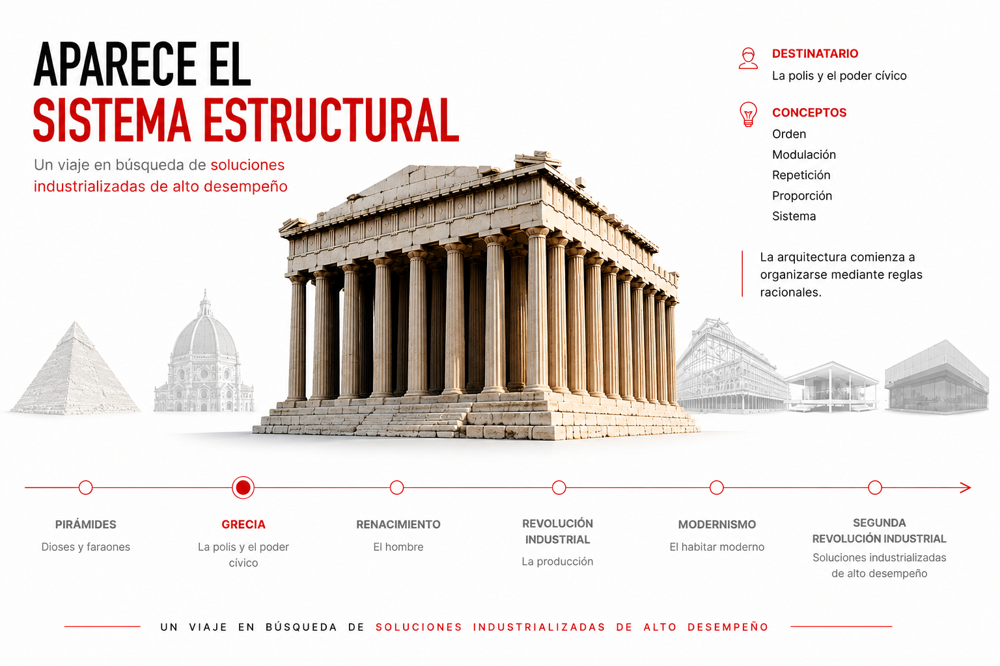 APARECE EL
SISTEMA ESTRUCTURAL
Un viaje en búsqueda de soluciones
industrializadas de alto desempeño
DESTINATARIO
La polis y el poder cívico
CONCEPTOS
Orden
Modulación
Repetición
Proporción
Sistema
La arquitectura comienza a
organizarse mediante reglas
racionales.
PIRÁMIDES
Dioses y faraones
GRECIA
La polis y el poder
cívico
RENACIMIENTO
El hombre
REVOLUCIÓN
INDUSTRIAL
La producción
MODERNISMO
El habitar moderno
SEGUNDA
REVOLUCIÓN INDUSTRIAL
Soluciones industrializadas
de alto desempeño
UN VIAJE EN BÚSQUEDA DE SOLUCIONES INDUSTRIALIZADAS DE ALTO DESEMPEÑO